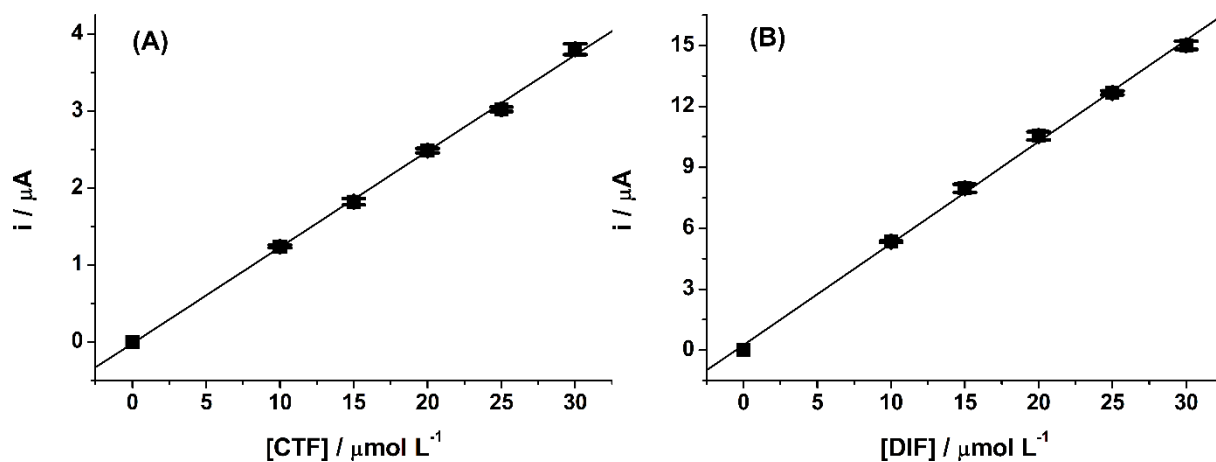 (A)
i / μA
4
3
2
1
0
0 5 10 15 20 25 30
[CTF] / μmol L⁻¹
(B)
i / μA
15
12
9
6
3
0
0 5 10 15 20 25 30
[DIF] / μmol L⁻¹